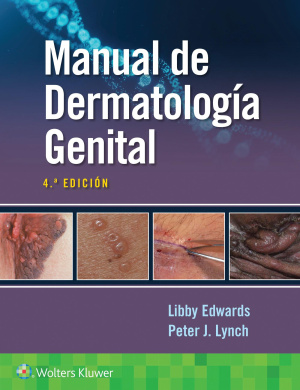 Manual de
Dermatología
Genital
4.ª EDICIÓN
Libby Edwards
Peter J. Lynch
Wolters Kluwer